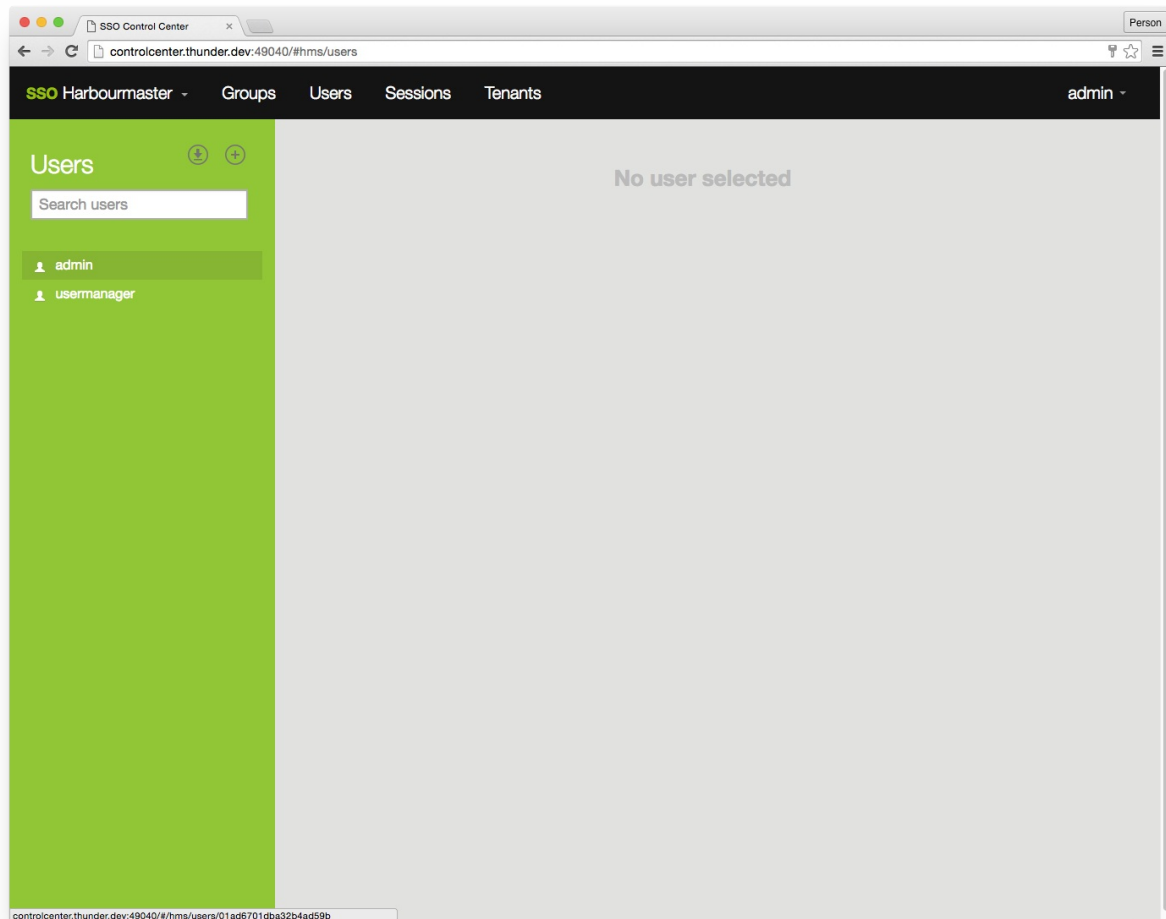 SSO Control Center
Person
controlcenter.thunder.dev:49040/#hms/users
SSO Harbourmaster Groups Users Sessions Tenants admin
Users
Search users
No user selected
admin
usermanager
controlcenter.thunder.dev:49040/#/hms/users/01ad6701dba32b4ad59b